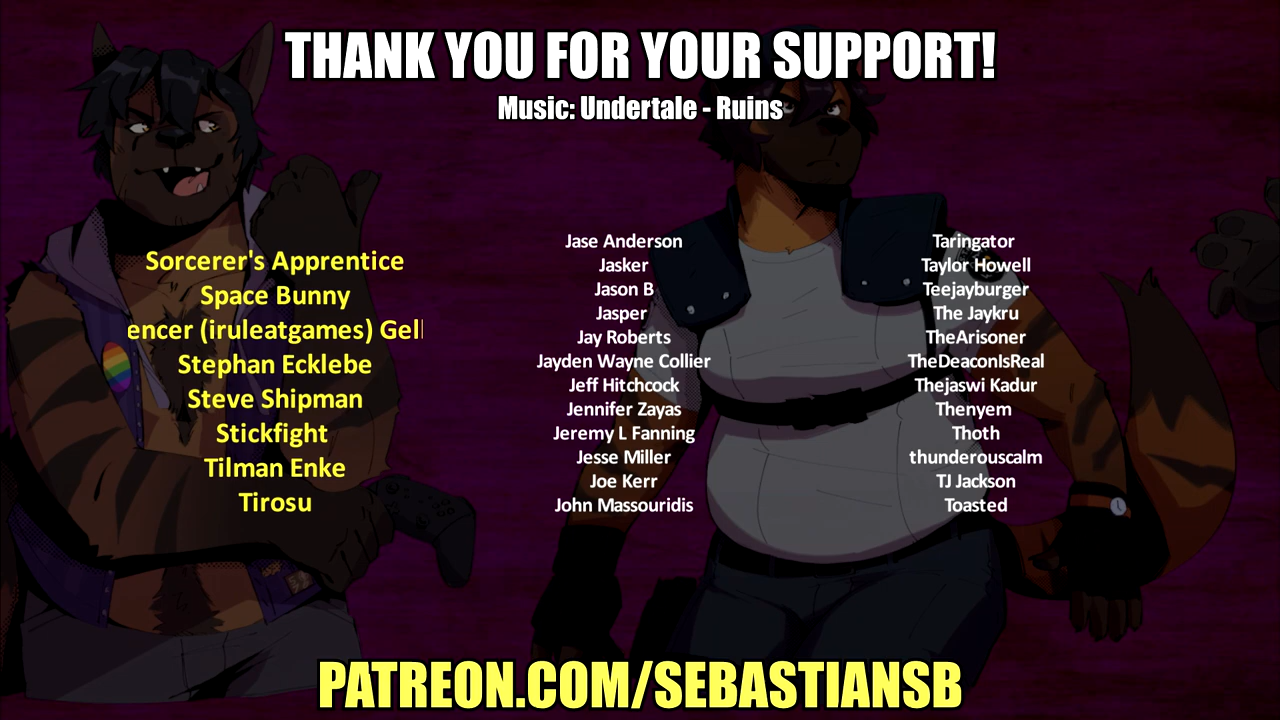 THANK YOU FOR YOUR SUPPORT!
Music: Undertale - Ruins
Sorcerer's Apprentice
Space Bunny
encer (iruleatgames) Gell
Stephan Ecklebe
Steve Shipman
Stickfight
Tilman Enke
Tirosu
Jase Anderson
Jasker
Jason B
Jasper
Jay Roberts
Jayden Wayne Collier
Jeff Hitchcock
Jennifer Zayas
Jeremy L Fanning
Jesse Miller
Joe Kerr
John Massouridis
Taringator
Taylor Howell
Teejayburger
The Jaykru
TheArisoner
TheDeaconIsReal
Thejaswi Kadur
Thenyem
Thoth
thunderouscalm
TJ Jackson
Toasted
PATREON.COM/SEBASTIANSB